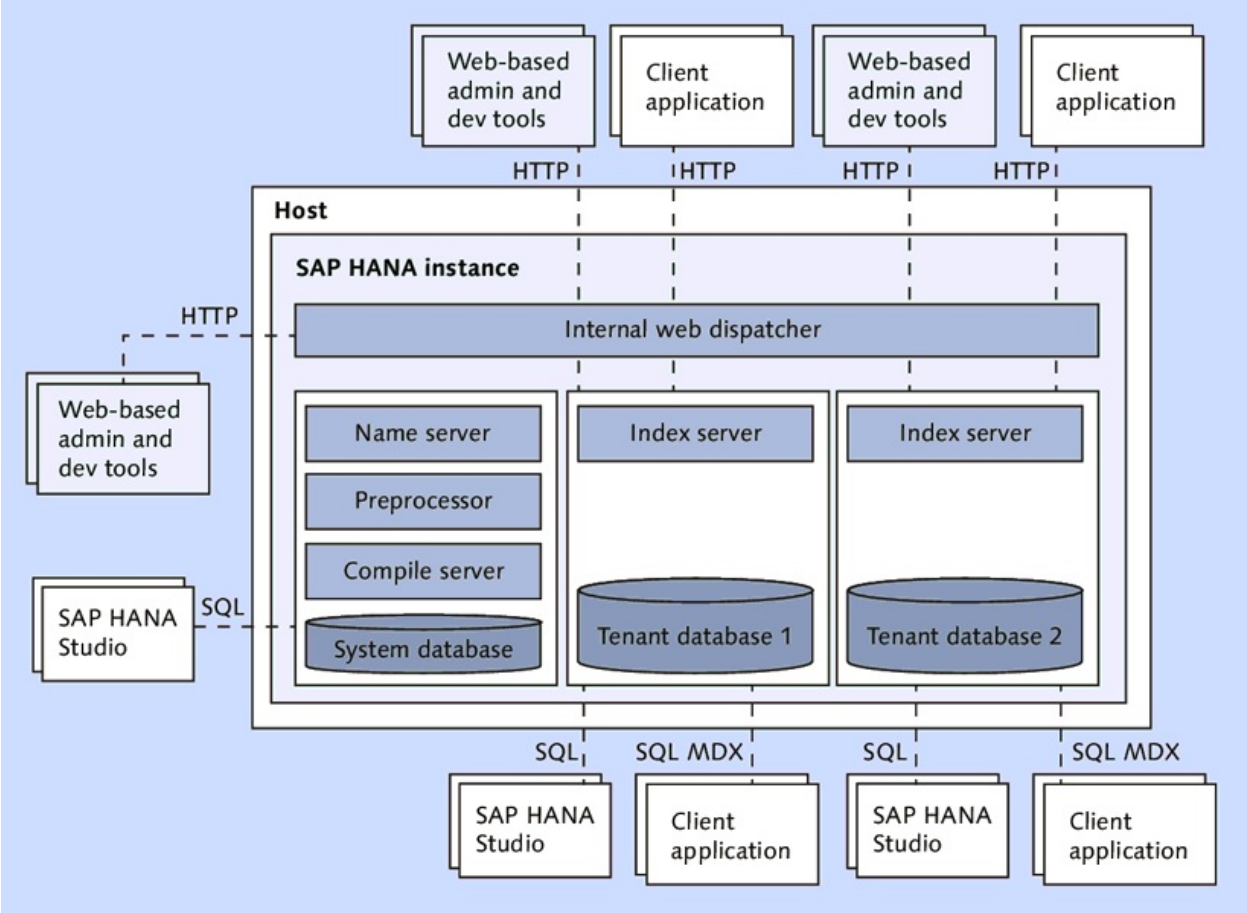 Web-based
admin and
dev tools
Client
application
Web-based
admin and
dev tools
Client
application
HTTP
HTTP
HTTP
HTTP
Host
SAP HANA instance
HTTP
Internal web dispatcher
Web-based
admin and
dev tools
Name server
Index server
Index server
Preprocessor
Compile server
SAP HANA
Studio
SQL
System database
Tenant database 1
Tenant database 2
SQL
SQL MDX
SQL
SQL MDX
SAP HANA
Studio
Client
application
SAP HANA
Studio
Client
application